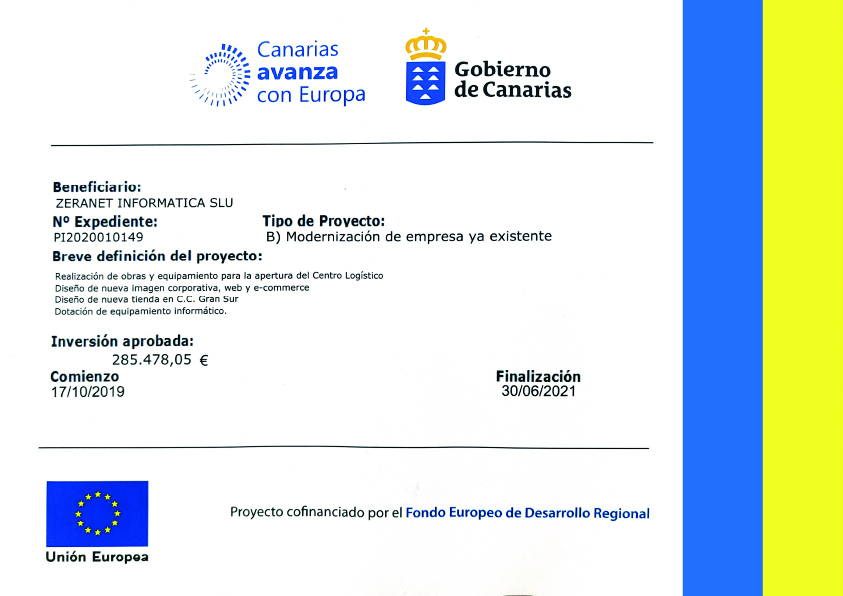 Canarias
avanza
con Europa
Gobierno
de Canarias
Beneficiario:
ZERANET INFORMATICA SLU
Nº Expediente:
Tipo de Proyecto:
PI2020010149
B) Modernización de empresa ya existente
Breve definición del proyecto:
Realización de obras y equipamiento para la apertura del Centro Logístico
Diseño de nueva imagen corporativa, web y e-commerce
Diseño de nueva tienda en C.C. Gran Sur
Dotación de equipamiento informático.
Inversión aprobada:
285.478,05 €
Comienzo
Finalización
17/10/2019
30/06/2021
Proyecto cofinanciado por el Fondo Europeo de Desarrollo Regional
Unión Europea